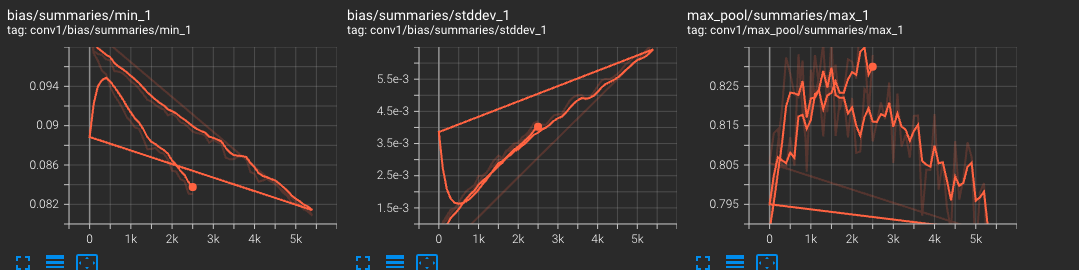 bias/summaries/min_1
tag: conv1/bias/summaries/min_1
0.094
0.09
0.086
0.082
0 1k 2k 3k 4k 5k
bias/summaries/stddev_1
tag: conv1/bias/summaries/stddev_1
5.5e-3
4.5e-3
3.5e-3
2.5e-3
1.5e-3
0 1k 2k 3k 4k 5k
max_pool/summaries/max_1
tag: conv1/max_pool/summaries/max_1
0.825
0.815
0.805
0.795
0 1k 2k 3k 4k 5k